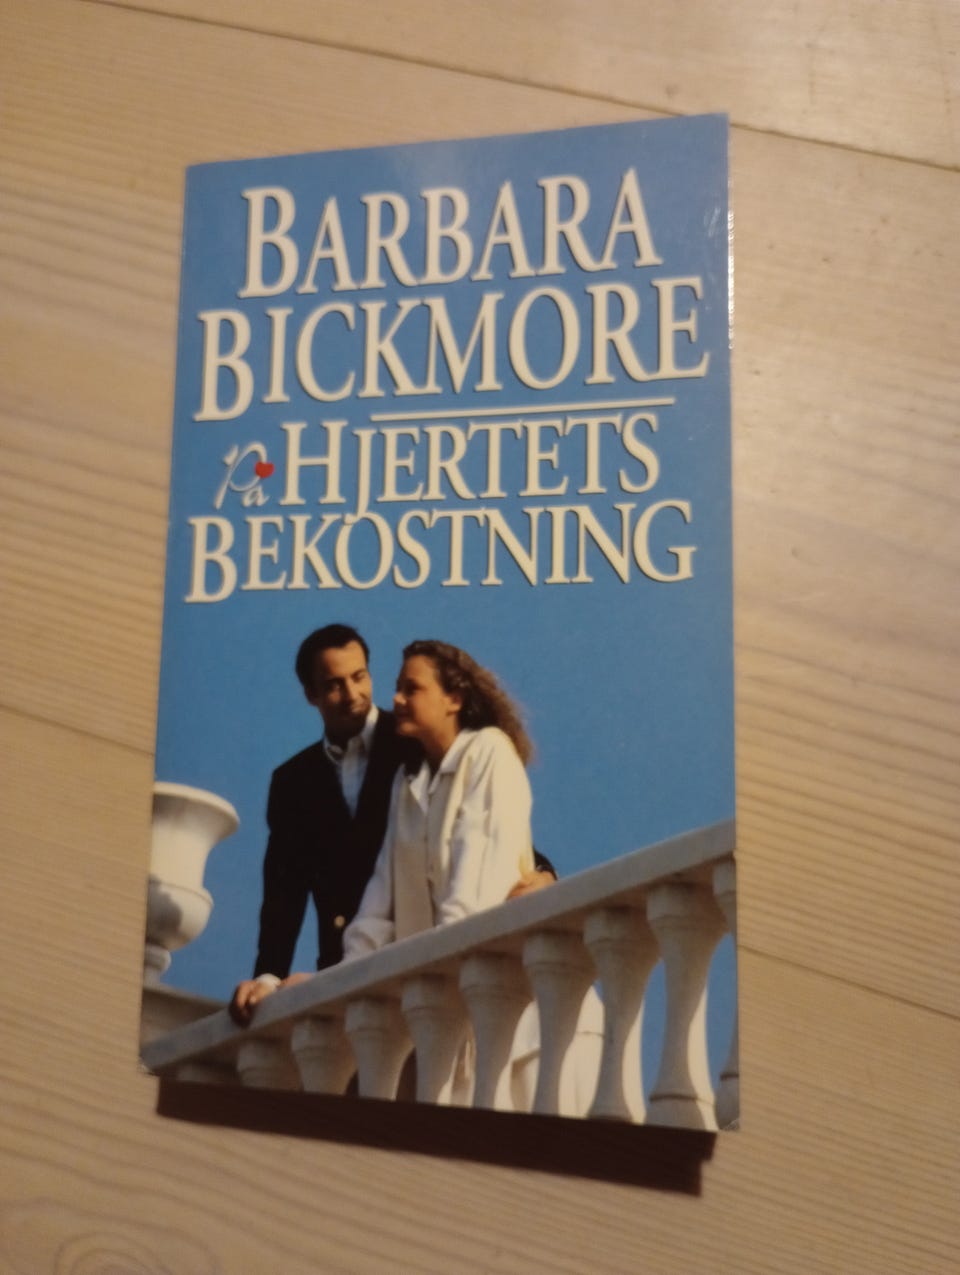 BARBARA
BICKMORE
På HJERTETS
BEKOSTNING